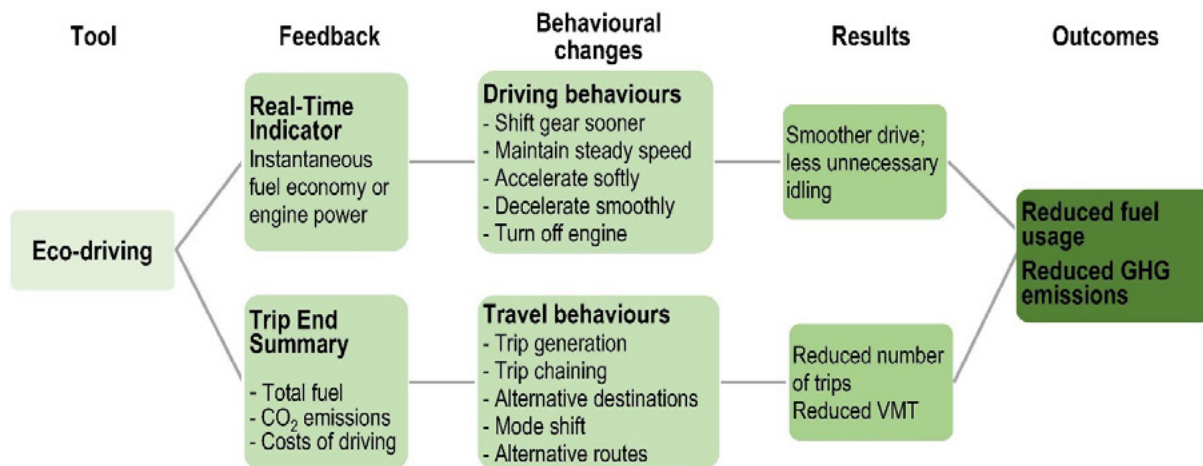 Tool
Feedback
Behavioural
changes
Results
Outcomes
Eco-driving
Real-Time
Indicator
Instantaneous
fuel economy or
engine power
Driving behaviours
- Shift gear sooner
- Maintain steady speed
- Accelerate softly
- Decelerate smoothly
- Turn off engine
Smoother drive;
less unnecessary
idling
Trip End
Summary
- Total fuel
- CO₂ emissions
- Costs of driving
Travel behaviours
- Trip generation
- Trip chaining
- Alternative destinations
- Mode shift
- Alternative routes
Reduced number
of trips
Reduced VMT
Reduced fuel
usage
Reduced GHG
emissions